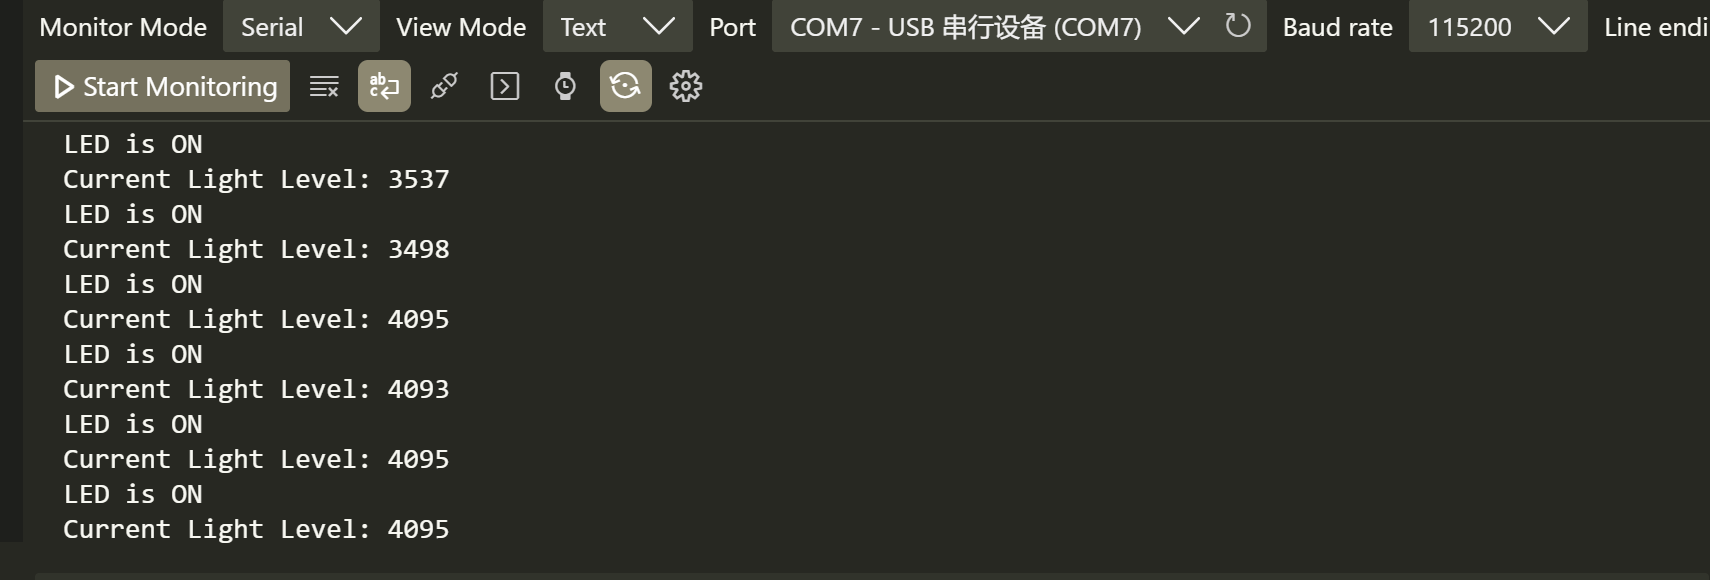 Monitor Mode Serial View Mode Text Port COM7 - USB 串行设备 (COM7) Baud rate 115200 Line endi
Start Monitoring
LED is ON
Current Light Level: 3537
LED is ON
Current Light Level: 3498
LED is ON
Current Light Level: 4095
LED is ON
Current Light Level: 4093
LED is ON
Current Light Level: 4095
LED is ON
Current Light Level: 4095